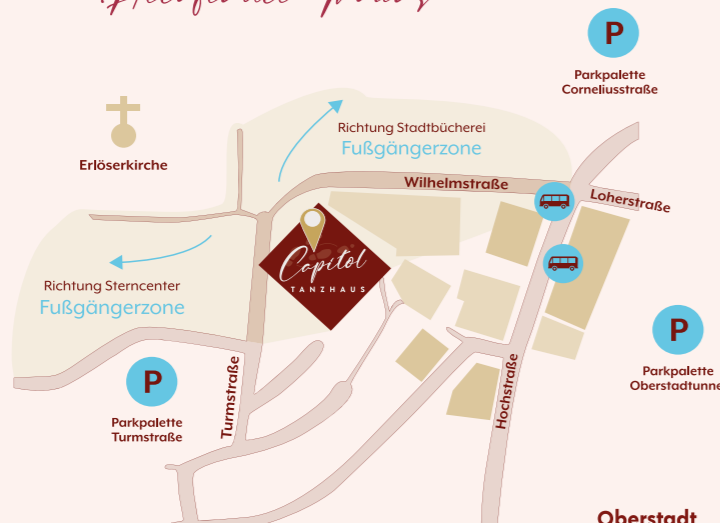 P
Parkpalette
Corneliusstraße
Richtung Stadtbücherei
Fußgängerzone
Erlöserkirche
Wilhelmstraße
Loherstraße
Capitol
TANZHAUS
Richtung Sterncenter
Fußgängerzone
P
Parkpalette
Oberstadtunne
P
Parkpalette
Turmstraße
Turmstraße
Hochstraße
Oberstadt